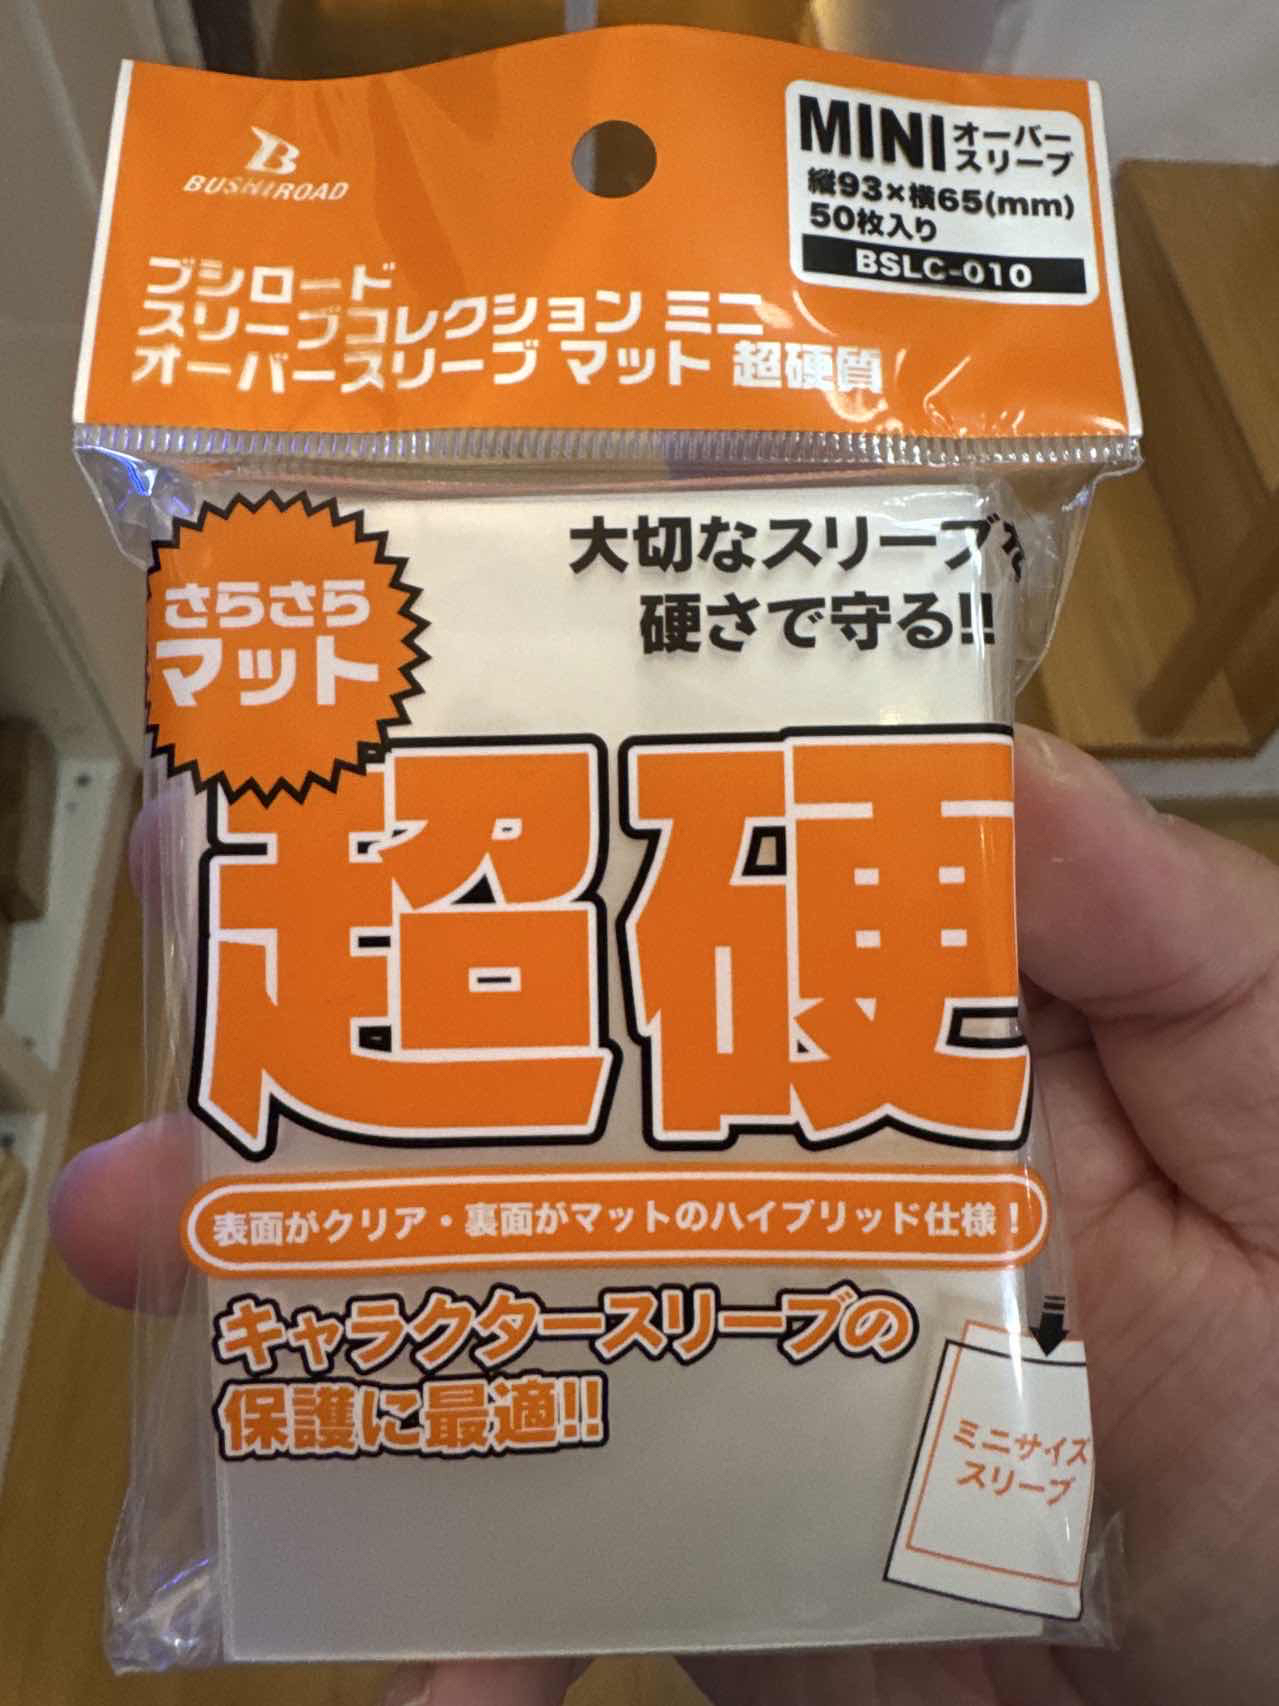 BUSHIROAD
MINI オーバー
スリーブ
縦93×横65(mm)
50枚入り
BSLC-010
ブシロード
スリーブコレクション ミニ
オーバースリーブ マット 超硬質
さらさら
マット
大切なスリーブを
硬さで守る!!
超硬
表面がクリア・裏面がマットのハイブリッド仕様!
キャラクタースリーブの
保護に最適!!
ミニサイズ
スリーブ